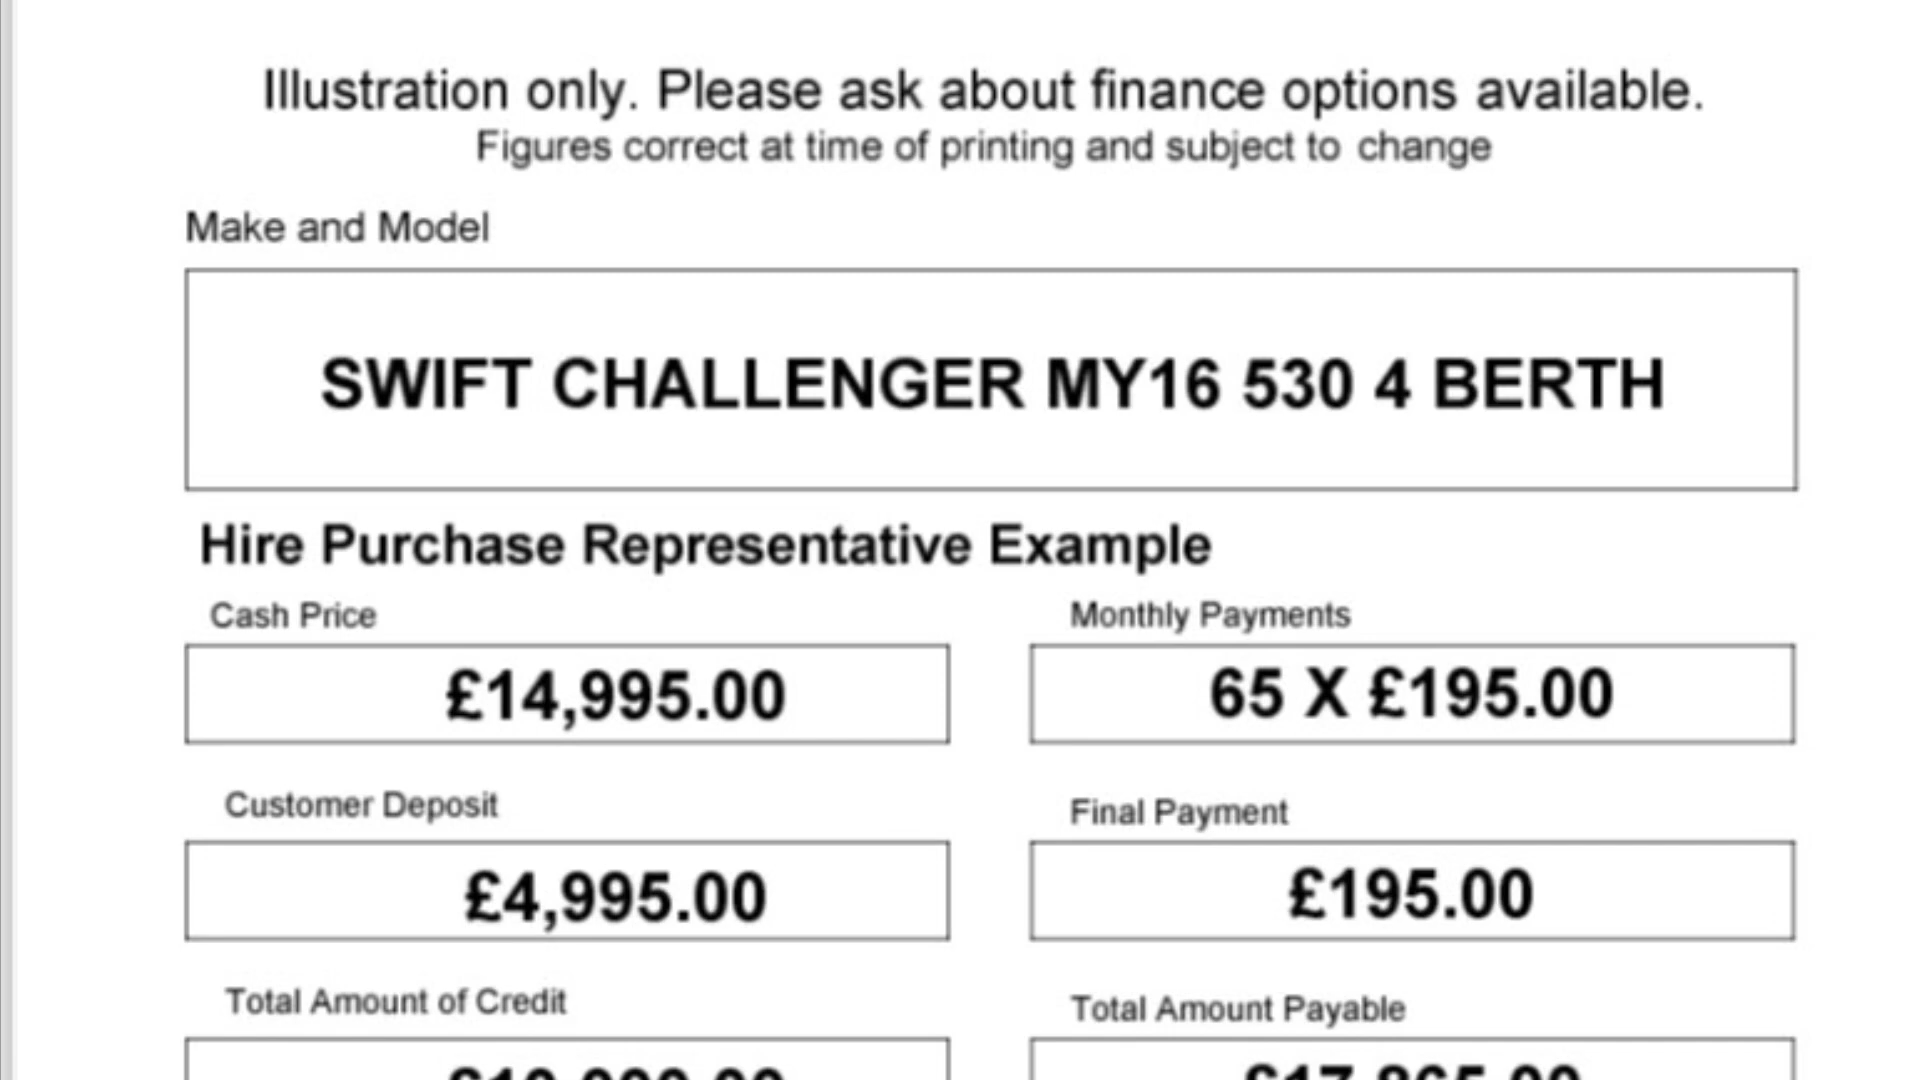 Illustration only. Please ask about finance options available.
Figures correct at time of printing and subject to change
Make and Model
SWIFT CHALLENGER MY16 530 4 BERTH
Hire Purchase Representative Example
Cash Price
Monthly Payments
£14,995.00
65 X £195.00
Customer Deposit
Final Payment
£4,995.00
£195.00
Total Amount of Credit
Total Amount Payable